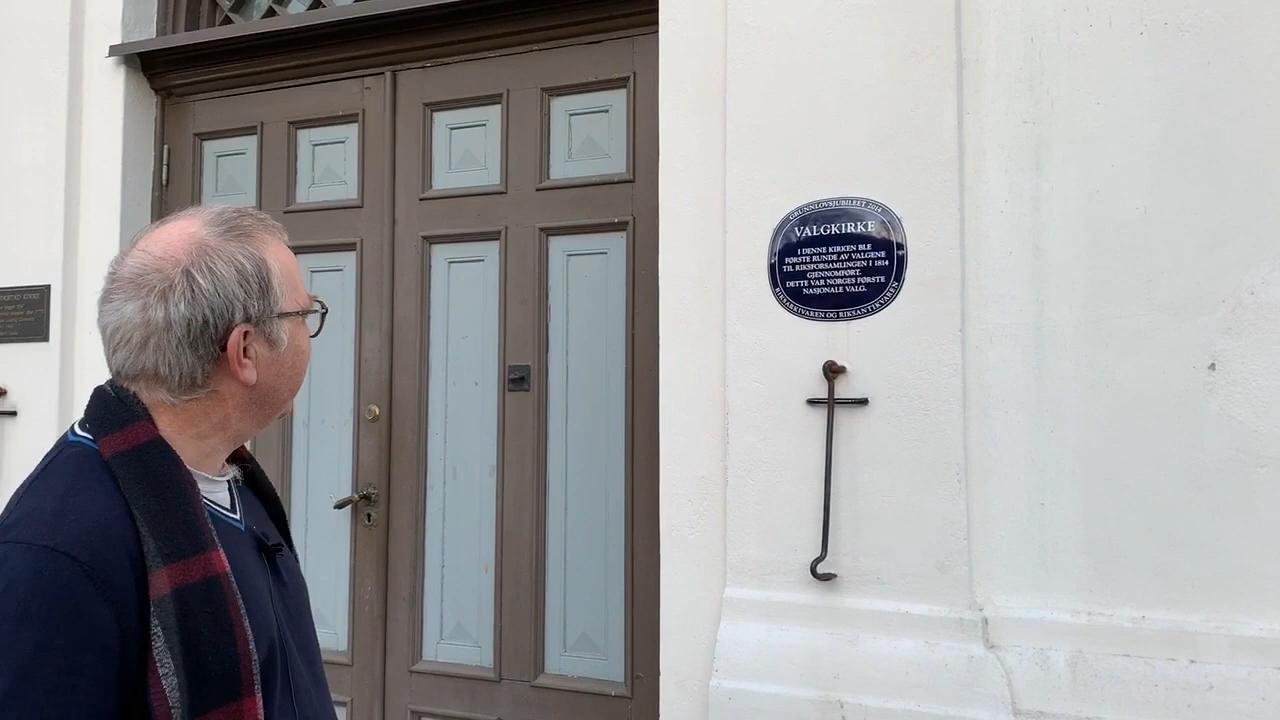 GRUNNLOVSJUBILEET 2014
VALGKIRKE
I DENNE KIRKEN BLE
FØRSTE RUNDE AV VALGENE
TIL RIKSFORSAMLINGEN I 1814
GJENNOMFØRT.
DETTE VAR NORGES FØRSTE
NASJONALE VALG.
RIKSARKIVAREN OG RIKSANTIKVAREN
KIRKE